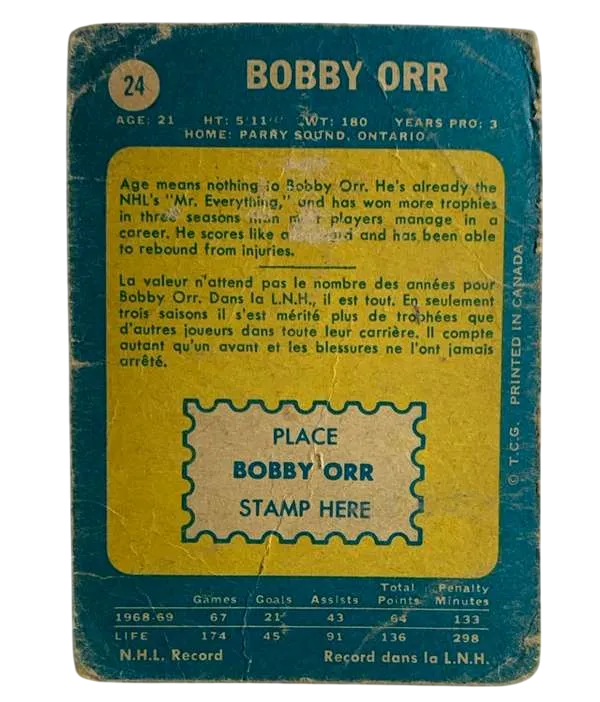 24
BOBBY ORR
AGE: 21 HT: 5'11" WT: 180 YEARS PRO: 3
HOME: PARRY SOUND, ONTARIO
Age means nothing to Bobby Orr. He's already the
NHL's "Mr. Everything," and has won more trophies
in three seasons than players manage in a
career. He scores like a and has been able
to rebound from injuries.
La valeur n'attend pas le nombre des années pour
Bobby Orr. Dans la L.N.H., il est tout. En seulement
trois saisons il s'est mérité plus de trophées que
d'autres joueurs dans toute leur carrière. Il compte
autant qu'un avant et les blessures ne l'ont jamais
arrêté.
PLACE
BOBBY ORR
STAMP HERE
© T.C.G. PRINTED IN CANADA
Total Penalty
Games Goals Assists Points Minutes
1968-69 67 21 43 64 133
LIFE 174 45 91 136 298
N.H.L. Record Record dans la L.N.H.